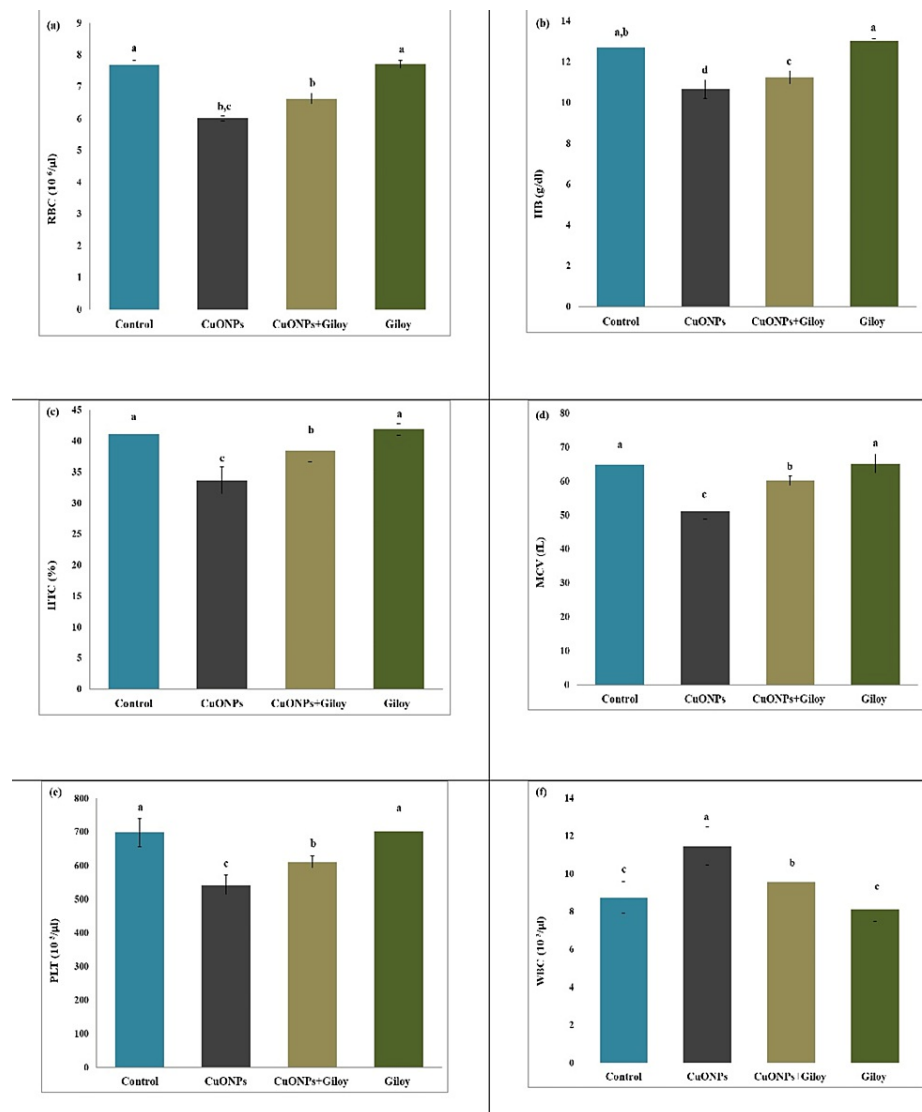 (a)
RBC (10 ⁶/µl)
9
8
7
6
5
4
3
2
1
0
a
b,c
b
a
Control
CuONPs
CuONPs+Giloy
Giloy
(b)
HB (g/dl)
14
12
10
8
6
4
2
0
a,b
d
c
a
Control
CuONPs
CuONPs+Giloy
Giloy
(c)
HTC (%)
45
40
35
30
25
20
15
10
5
0
a
c
b
a
Control
CuONPs
CuONPs+Giloy
Giloy
(d)
MCV (fL)
80
70
60
50
40
30
20
10
0
a
c
b
a
Control
CuONPs
CuONPs+Giloy
Giloy
(e)
PLT (10 ³/µl)
800
700
600
500
400
300
200
100
0
a
c
b
a
Control
CuONPs
CuONPs+Giloy
Giloy
(f)
WBC (10 ³/µl)
14
12
10
8
6
4
2
0
c
a
b
c
Control
CuONPs
CuONPs+Giloy
Giloy